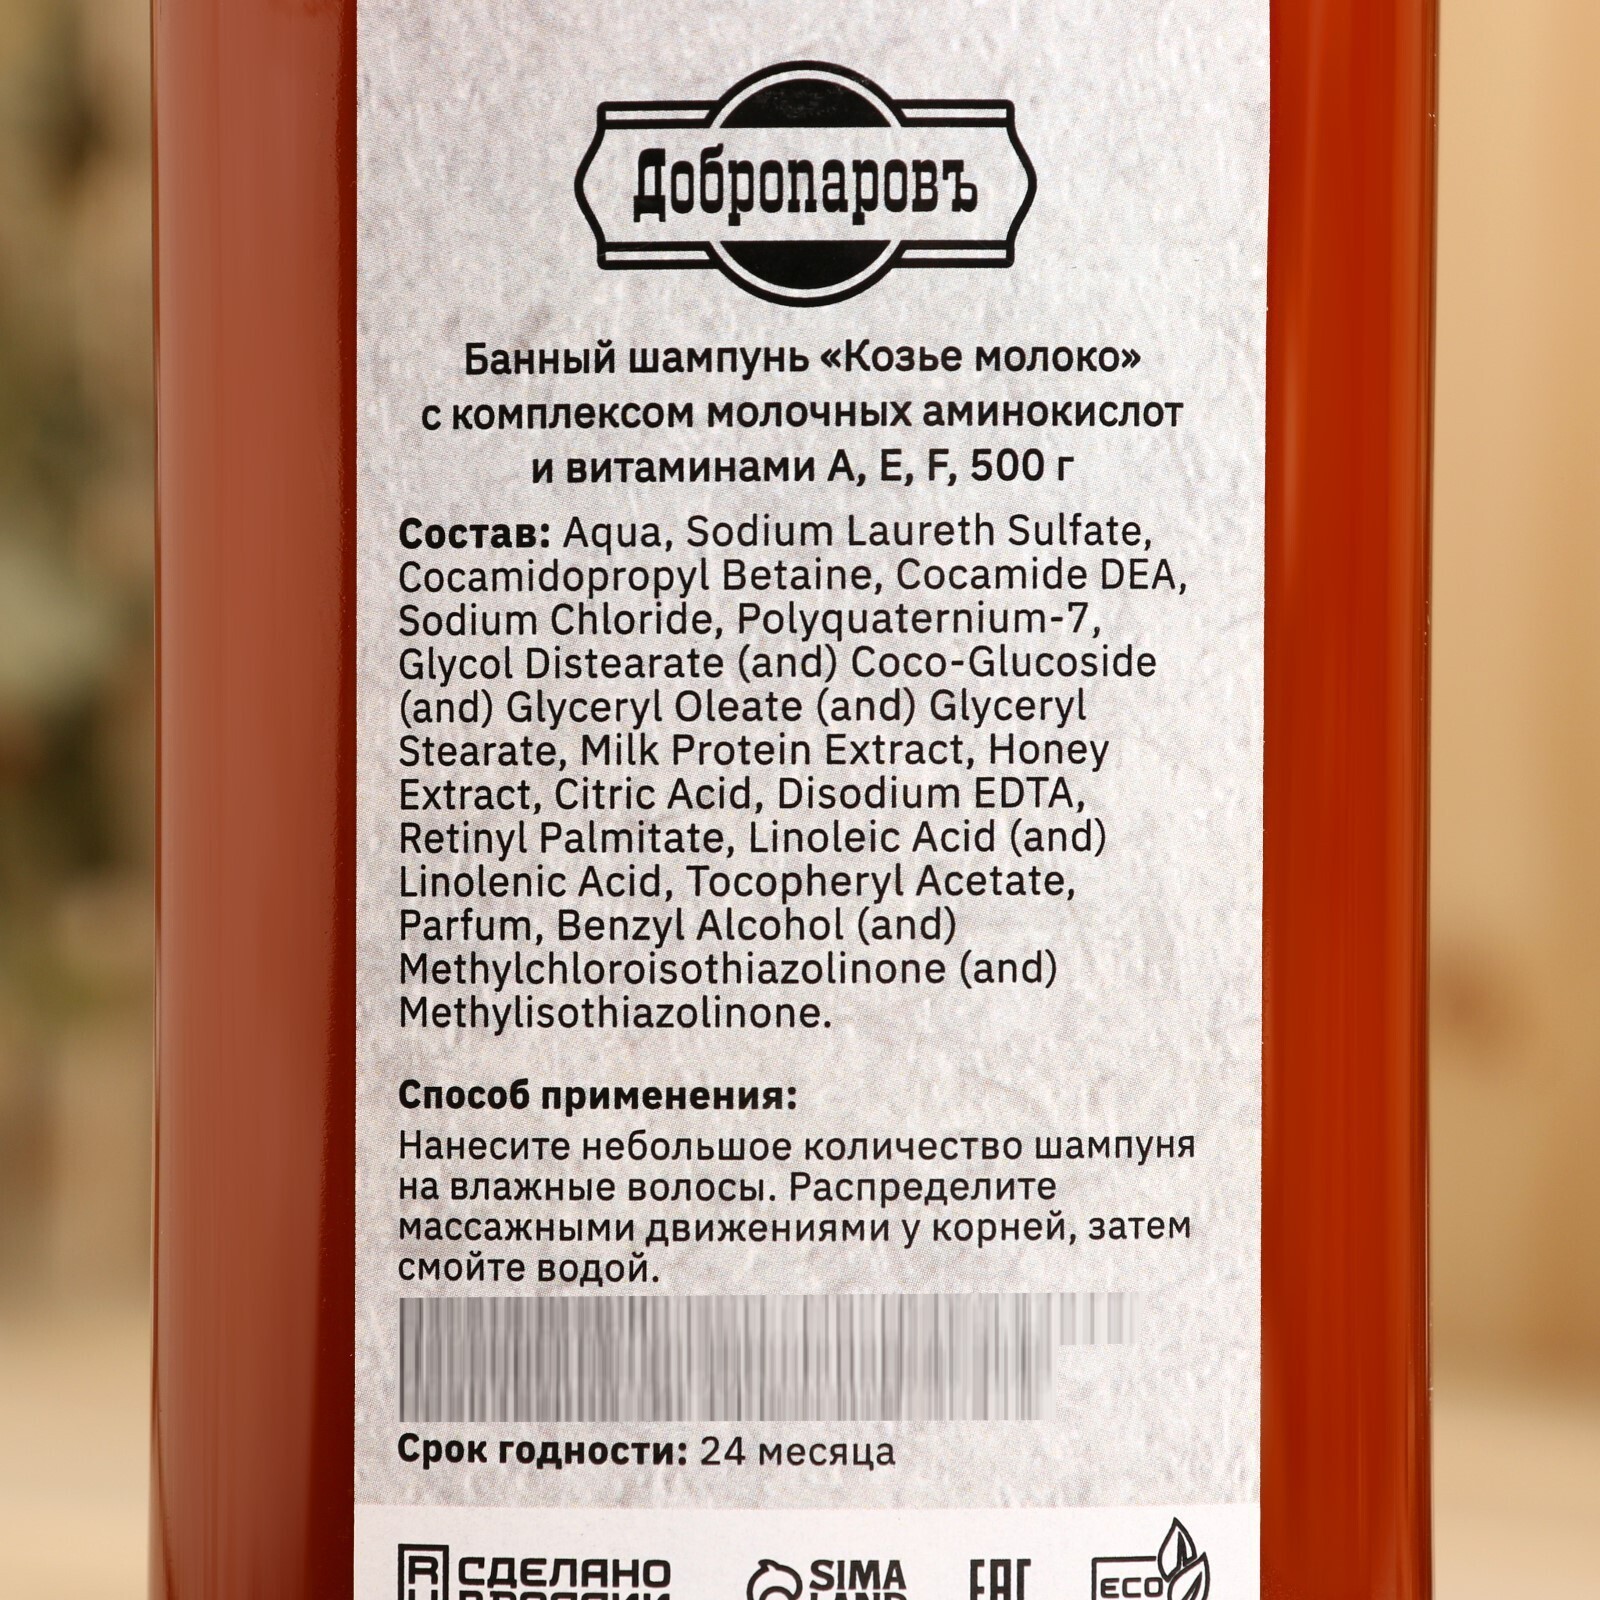 Добропаровъ
Банный шампунь «Козье молоко»
с комплексом молочных аминокислот
и витаминами А, Е, F, 500 г
Состав: Aqua, Sodium Laureth Sulfate,
Cocamidopropyl Betaine, Cocamide DEA,
Sodium Chloride, Polyquaternium-7,
Glycol Distearate (and) Coco-Glucoside
(and) Glyceryl Oleate (and) Glyceryl
Stearate, Milk Protein Extract, Honey
Extract, Citric Acid, Disodium EDTA,
Retinyl Palmitate, Linoleic Acid (and)
Linolenic Acid, Tocopheryl Acetate,
Parfum, Benzyl Alcohol (and)
Methylchloroisothiazolinone (and)
Methylisothiazolinone.
Способ применения:
Нанесите небольшое количество шампуня
на влажные волосы. Распределите
массажными движениями у корней, затем
смойте водой.
Срок годности: 24 месяца
СДЕЛАНО
SIMA
EAC
ECO